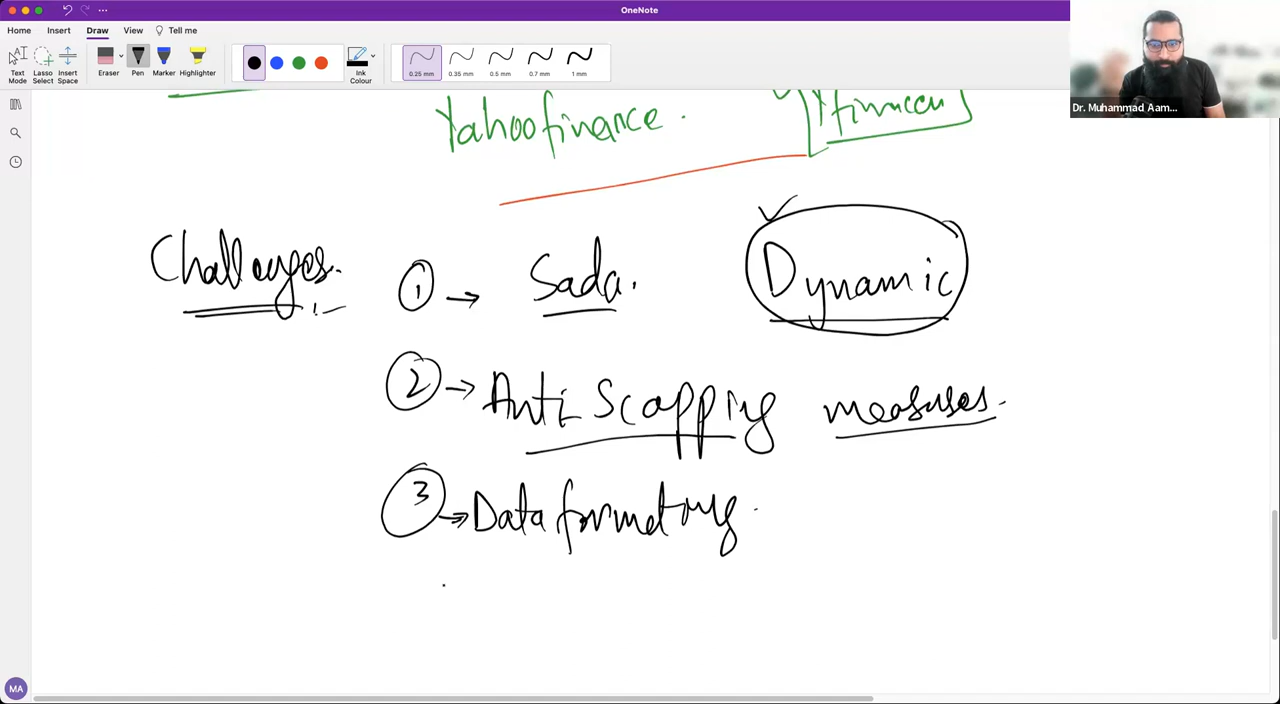 OneNote
Home Insert Draw View Tell me
Text Mode
Lasso Select
Insert Space
Eraser
Pen
Marker
Highlighter
Ink Colour
0.25 mm
0.35 mm
0.5 mm
0.7 mm
1 mm
Dr. Muhammad Aam...
Yahoofinance.
Challenges.
1 → Sada. Dynamic
2 → Anti Scapping measures.
3 → Data formating.
MA